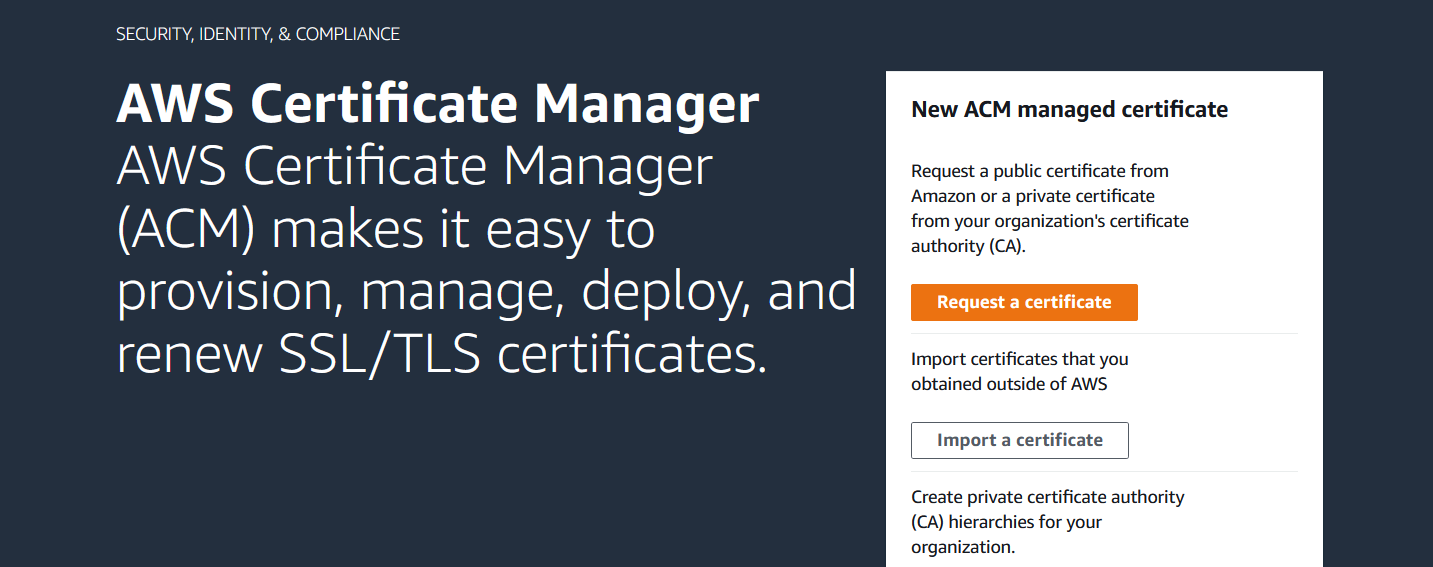 SECURITY, IDENTITY, & COMPLIANCE
AWS Certificate Manager
AWS Certificate Manager
(ACM) makes it easy to
provision, manage, deploy, and
renew SSL/TLS certificates.
New ACM managed certificate
Request a public certificate from
Amazon or a private certificate
from your organization's certificate
authority (CA).
Request a certificate
Import certificates that you
obtained outside of AWS
Import a certificate
Create private certificate authority
(CA) hierarchies for your
organization.